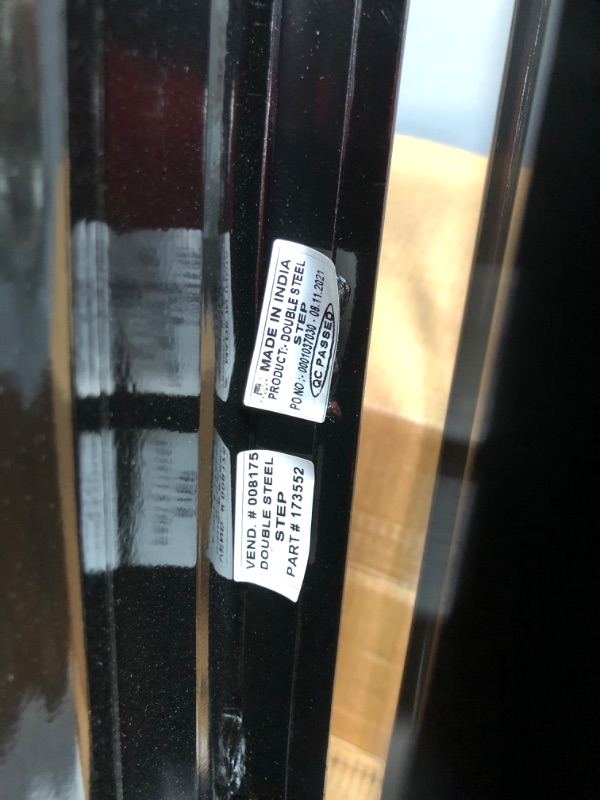 MADE IN INDIA
PRODUCT:- DOUBLE STEEL
STEP
PO NO :- 0001037030 - 08.11.2021
QC PASSED
VEND. # 008175
DOUBLE STEEL
STEP
PART # 173552